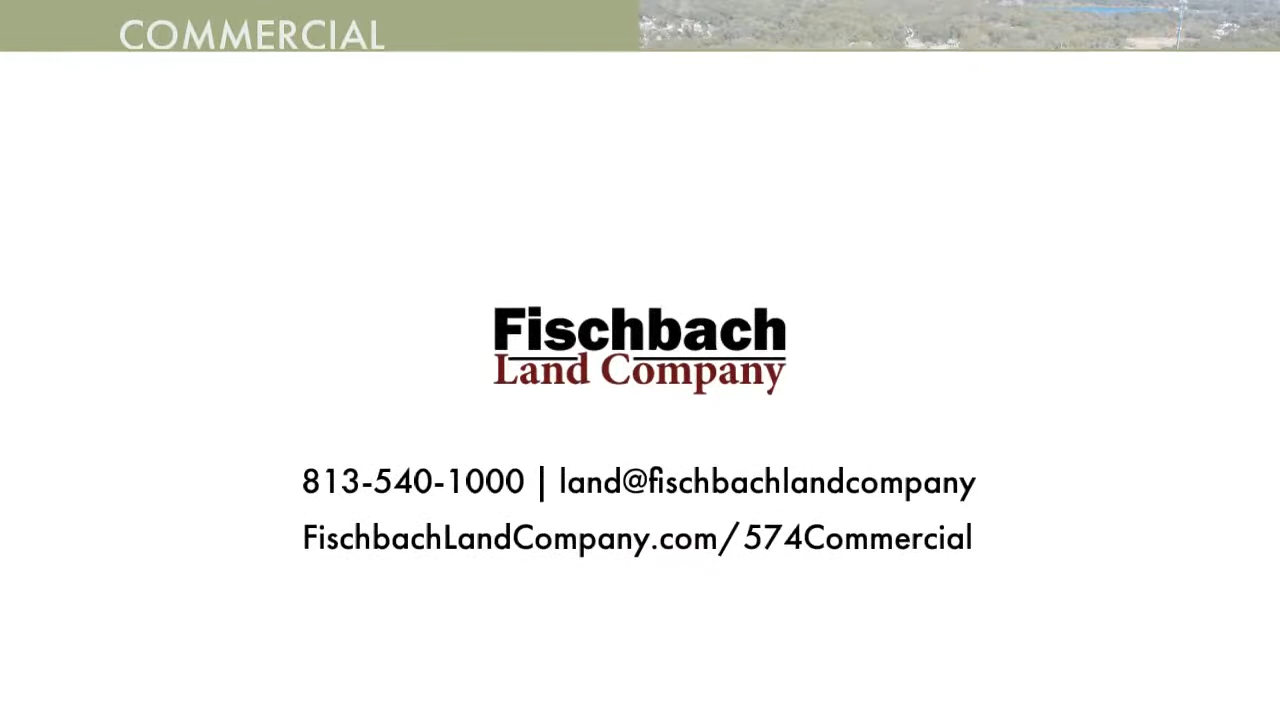 COMMERCIAL
Fischbach
Land Company
813-540-1000 | land@fischbachlandcompany
FischbachLandCompany.com/574Commercial